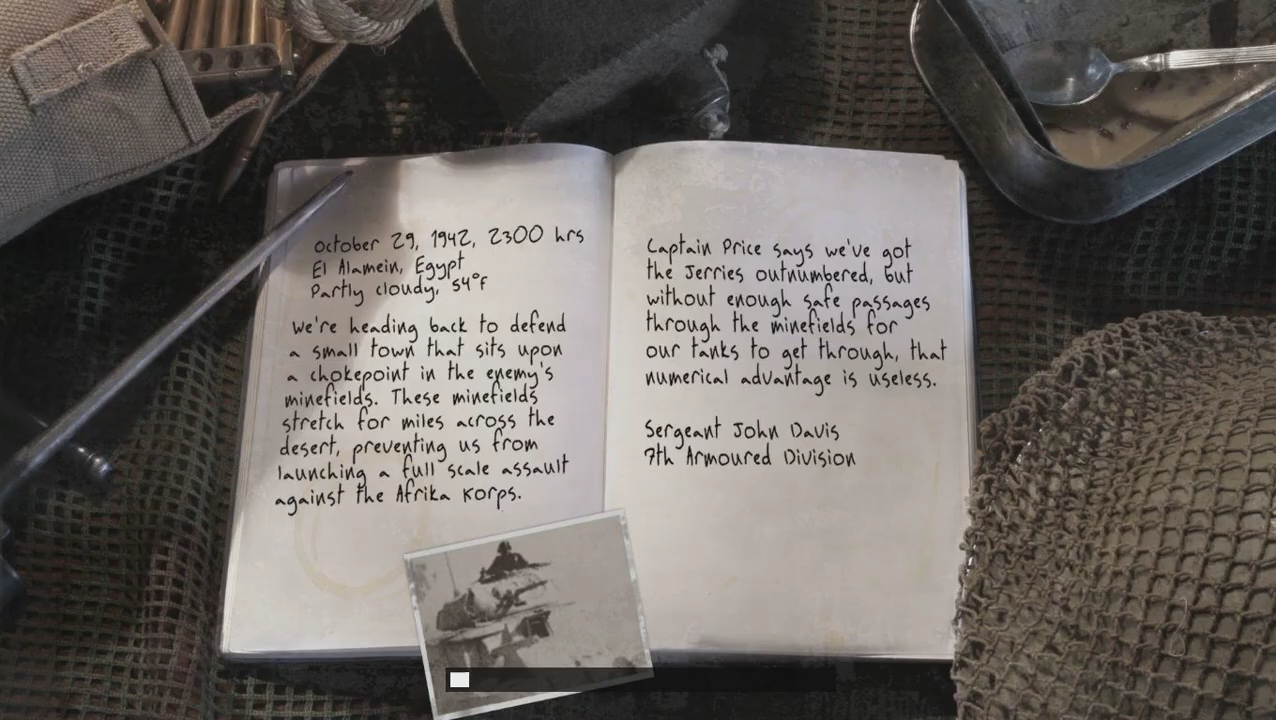 October 29, 1942, 2300 hrs
El Alamein, Egypt
Partly cloudy, 54°F
We're heading back to defend
a small town that sits upon
a chokepoint in the enemy's
minefields. These minefields
stretch for miles across the
desert, preventing us from
launching a full scale assault
against the Afrika Korps.
Captain Price says we've got
the Jerries outnumbered, but
without enough safe passages
through the minefields for
our tanks to get through, that
numerical advantage is useless.
Sergeant John Davis
7th Armoured Division